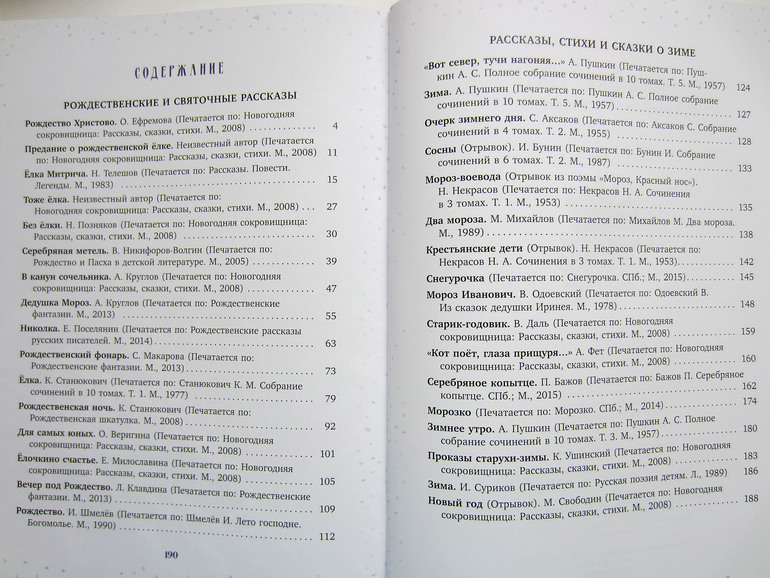 СОДЕРЖАНИЕ
РОЖДЕСТВЕНСКИЕ И СВЯТОЧНЫЕ РАССКАЗЫ
Рождество Христово. О. Ефремова (Печатается по: Новогодняя
сокровищница: Рассказы, сказки, стихи. М., 2008) 4
Предание о рождественской ёлке. Неизвестный автор (Печатается
по: Новогодняя сокровищница: Рассказы, сказки, стихи. М., 2008) 11
Ёлка Митрича. Н. Телешов (Печатается по: Рассказы. Повести.
Легенды. М., 1983) 15
Тоже ёлка. Неизвестный автор (Печатается по:
Новогодняя сокровищница: Рассказы, сказки, стихи. М., 2008) 27
Без ёлки. Н. Позняков (Печатается по: Новогодняя сокровищница:
Рассказы, сказки, стихи. М., 2008) 30
Серебряная метель. В. Никифоров-Волгин (Печатается по:
Рождество и Пасха в детской литературе. М., 2005) 39
В канун сочельника. А. Круглов (Печатается по: Новогодняя
сокровищница: Рассказы, сказки, стихи. М., 2008) 47
Дедушка Мороз. А. Круглов (Печатается по: Рождественские
фантазии. М., 2013) 55
Николка. Е. Поселянин (Печатается по: Рождественские рассказы
русских писателей. М., 2014) 63
Рождественский фонарь. С. Макарова (Печатается по:
Рождественские фантазии. М., 2013) 73
Ёлка. К. Станюкович (Печатается по: Станюкович К. М. Собрание
сочинений в 10 томах. Т. 1. М., 1977) 79
Рождественская ночь. К. Станюкович (Печатается по:
Рождественская шкатулка. М., 2008) 92
Для самых юных. О. Веригина (Печатается по: Новогодняя
сокровищница: Рассказы, сказки, стихи. М., 2008) 101
Ёлочкино счастье. Е. Милославина (Печатается по: Новогодняя
сокровищница: Рассказы, сказки, стихи. М., 2008) 105
Вечер под Рождество. Л. Клавдина (Печатается по: Рождественские
фантазии. М., 2013) 109
Рождество. И. Шмелёв (Печатается по: Шмелёв И. Лето господне.
Богомолье. М., 1990) 112
190
РАССКАЗЫ, СТИХИ И СКАЗКИ О ЗИМЕ
«Вот север, тучи нагоняя...» А. Пушкин (Печатается по: Пуш-
кин А. С. Полное собрание сочинений в 10 томах. Т. 5. М., 1957) 124
Зима. А. Пушкин (Печатается по: Пушкин А. С. Полное собрание
сочинений в 10 томах. Т. 5. М., 1957) 127
Очерк зимнего дня. С. Аксаков (Печатается по: Аксаков С. Собрание
сочинений в 4 томах. Т. 2. М., 1955) 128
Сосны (Отрывок). И. Бунин (Печатается по: Бунин И. Собрание
сочинений в 6 томах. Т. 2. М., 1987) 133
Мороз-воевода (Отрывок из поэмы «Мороз, Красный нос»).
Н. Некрасов (Печатается по: Некрасов Н. А. Сочинения
в 3 томах. Т. 1. М., 1953) 135
Два мороза. М. Михайлов (Печатается по: Михайлов М. Два мороза.
М., 1989) 138
Крестьянские дети (Отрывок). Н. Некрасов (Печатается по:
Некрасов Н. А. Сочинения в 3 томах. Т. 1. М., 1953) 142
Снегурочка (Печатается по: Снегурочка. СПб.; М., 2015) 145
Мороз Иванович. В. Одоевский (Печатается по: Одоевский В.
Из сказок дедушки Иринея. М., 1978) 148
Старик-годовик. В. Даль (Печатается по: Новогодняя
сокровищница: Рассказы, сказки, стихи. М., 2008) 159
«Кот поёт, глаза прищуря...» А. Фет (Печатается по: Новогодняя
сокровищница: Рассказы, сказки, стихи. М., 2008) 160
Серебряное копытце. П. Бажов (Печатается по: Бажов П. Серебряное
копытце. СПб.; М., 2015) 162
Морозко (Печатается по: Морозко. СПб.; М., 2014) 174
Зимнее утро. А. Пушкин (Печатается по: Пушкин А. С. Полное
собрание сочинений в 10 томах. Т. 3. М., 1957) 180
Проказы старухи-зимы. К. Ушинский (Печатается по: Новогодняя
сокровищница: Рассказы, сказки, стихи. М., 2008) 183
Зима. И. Суриков (Печатается по: Русская поэзия детям. Л., 1989) 186
Новый год (Отрывок). М. Свободин (Печатается по: Новогодняя
сокровищница: Рассказы, сказки, стихи. М., 2008) 188